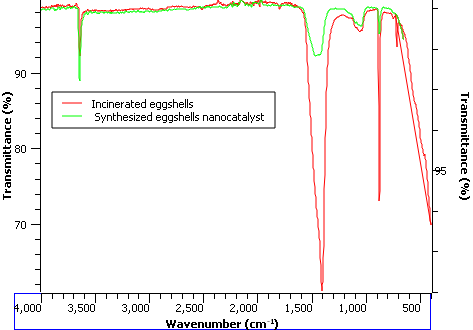 90
80
70
Transmittance (%)
Incinerated eggshells
Synthesized eggshells nanocatalyst
95
Transmittance (%)
4,000 3,500 3,000 2,500 2,000 1,500 1,000 500
Wavenumber (cm⁻¹)